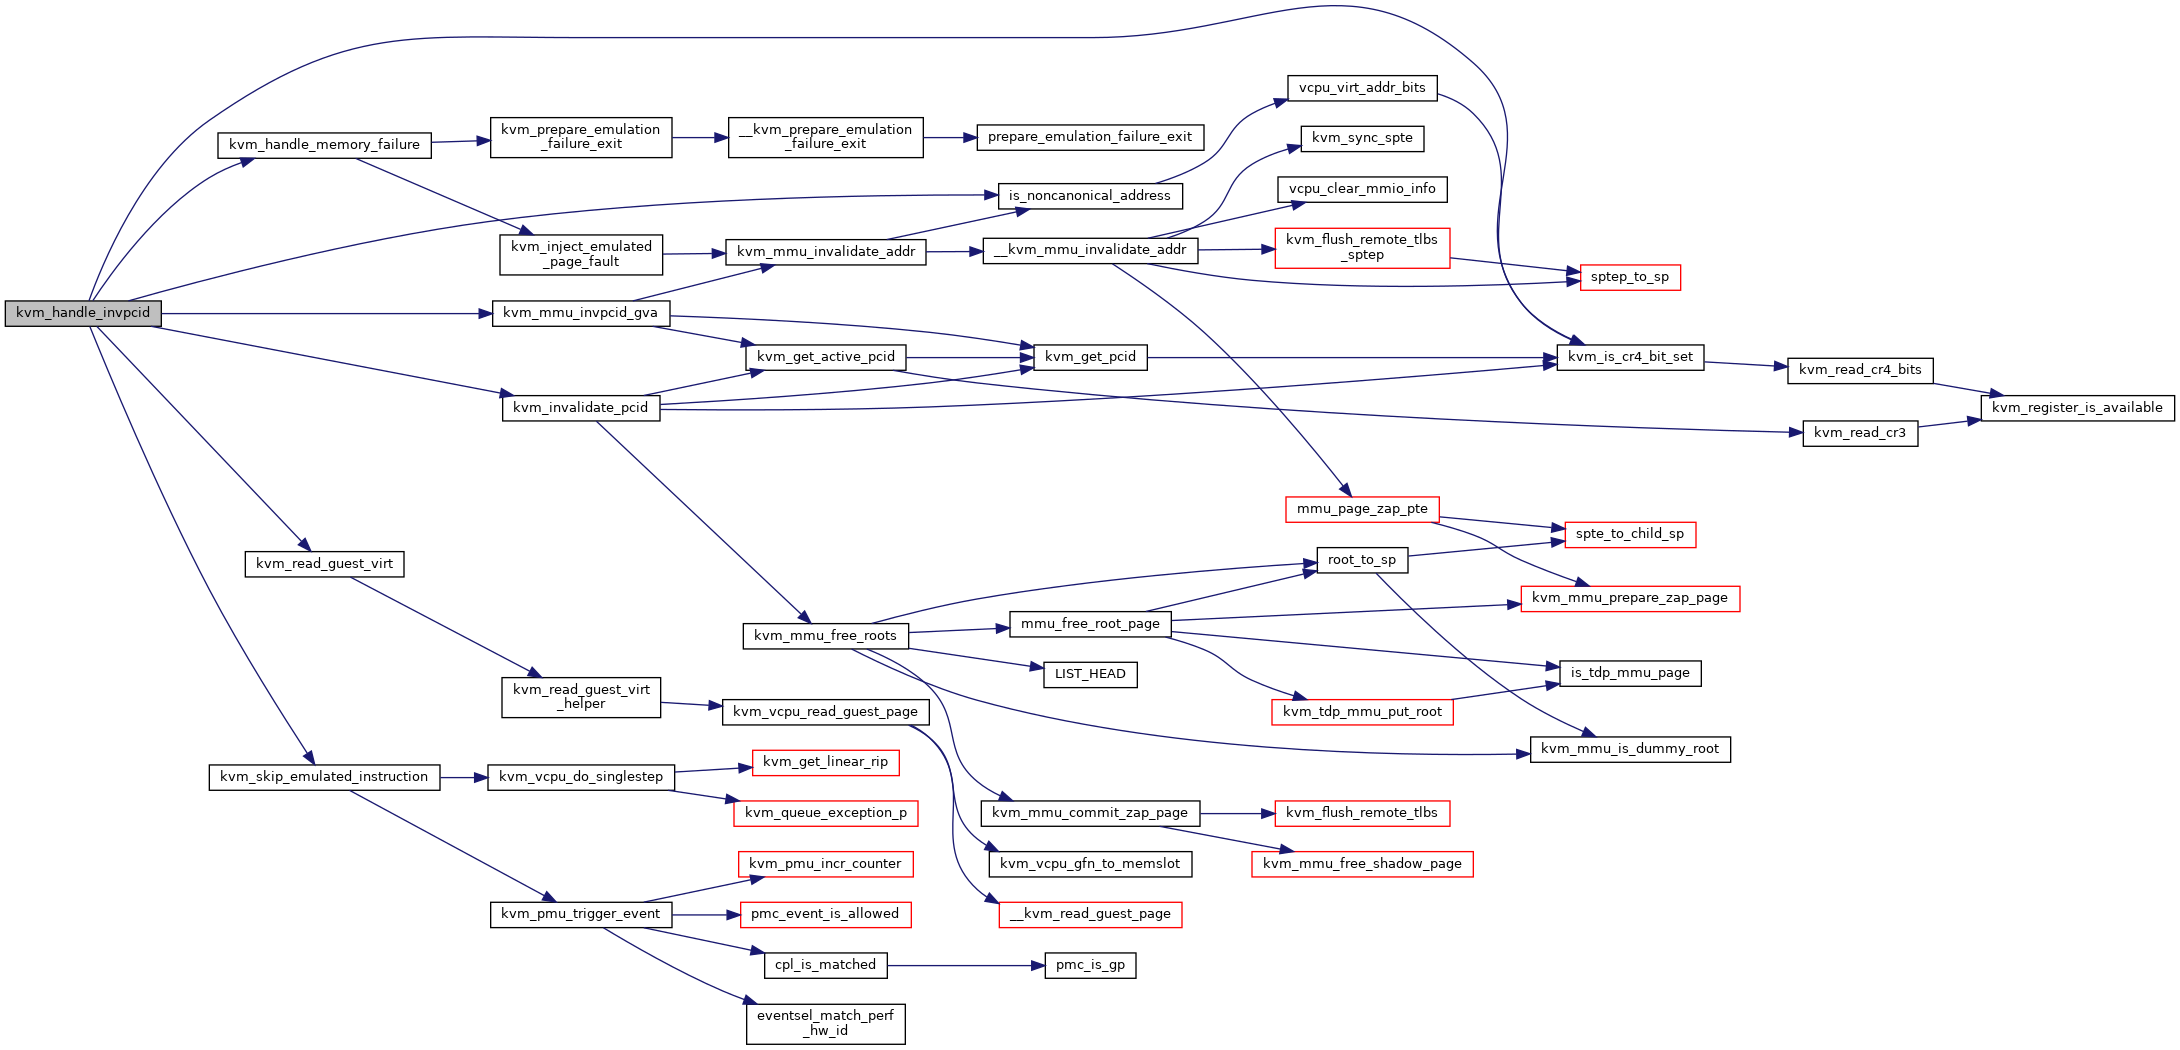 kvm_handle_invpcid
kvm_handle_memory_failure
kvm_prepare_emulation
_failure_exit
__kvm_prepare_emulation
_failure_exit
prepare_emulation_failure_exit
kvm_inject_emulated
_page_fault
kvm_mmu_invalidate_addr
is_noncanonical_address
__kvm_mmu_invalidate_addr
vcpu_virt_addr_bits
kvm_sync_spte
vcpu_clear_mmio_info
kvm_flush_remote_tlbs
_sptep
sptep_to_sp
kvm_mmu_invpcid_gva
kvm_get_active_pcid
kvm_get_pcid
kvm_is_cr4_bit_set
kvm_read_cr4_bits
kvm_register_is_available
kvm_read_cr3
kvm_invalidate_pcid
mmu_page_zap_pte
spte_to_child_sp
root_to_sp
kvm_mmu_prepare_zap_page
kvm_read_guest_virt
kvm_mmu_free_roots
mmu_free_root_page
LIST_HEAD
is_tdp_mmu_page
kvm_tdp_mmu_put_root
kvm_mmu_is_dummy_root
kvm_read_guest_virt
_helper
kvm_vcpu_read_guest_page
kvm_skip_emulated_instruction
kvm_vcpu_do_singlestep
kvm_get_linear_rip
kvm_queue_exception_p
kvm_mmu_commit_zap_page
kvm_flush_remote_tlbs
kvm_mmu_free_shadow_page
kvm_vcpu_gfn_to_memslot
__kvm_read_guest_page
kvm_pmu_incr_counter
kvm_pmu_trigger_event
pmc_event_is_allowed
cpl_is_matched
pmc_is_gp
eventsel_match_perf
_hw_id